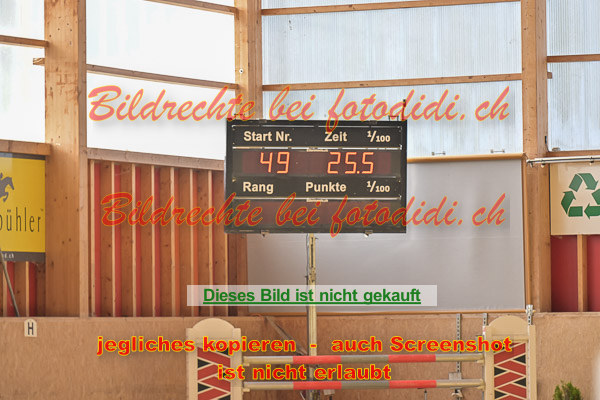 Bildrechte bei fotodidi.ch
Start Nr. Zeit 1/100
49 25.5
Rang Punkte 1/100
bühler
Bildrechte bei fotodidi.ch
Dieses Bild ist nicht gekauft
H
jegliches kopieren - auch Screenshot
ist nicht erlaubt